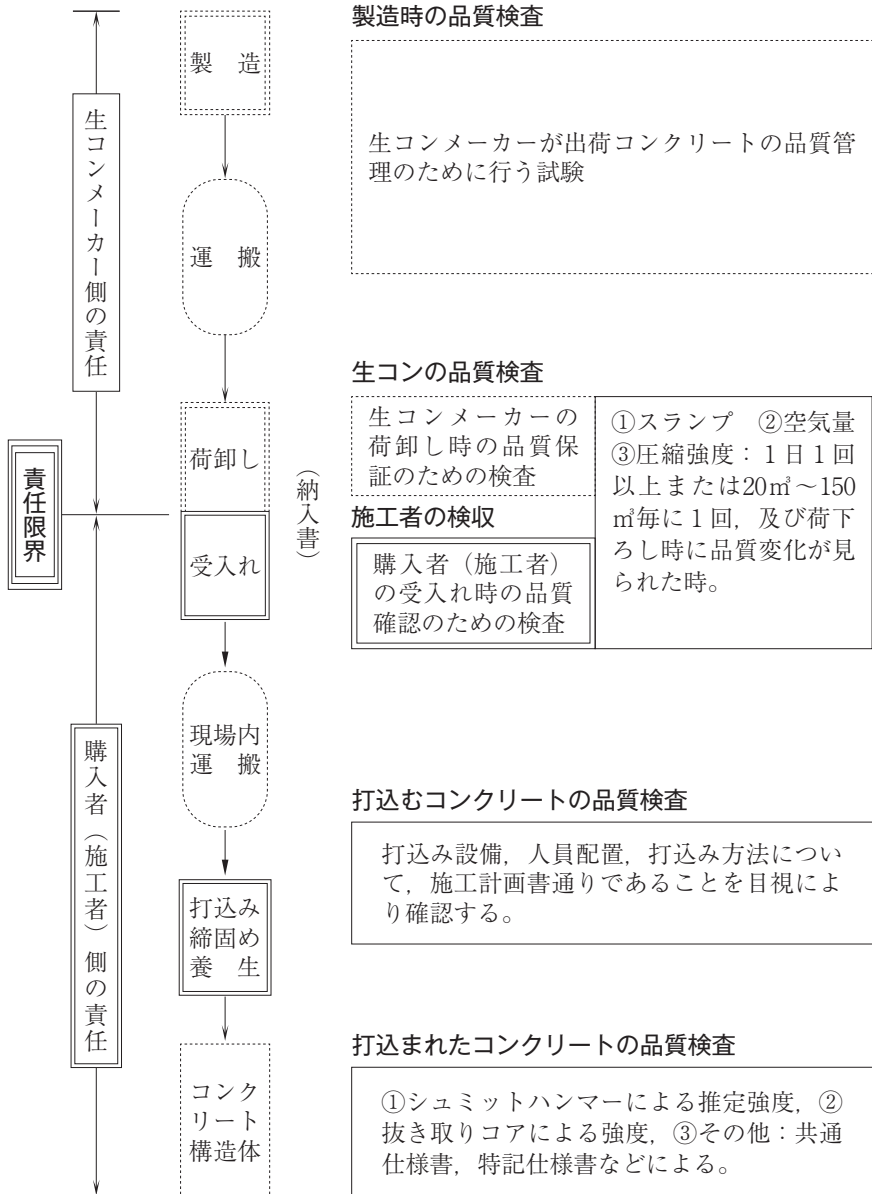 製造時の品質検査
製　造
生コンメーカーが出荷コンクリートの品質管
理のために行う試験
生コンメーカー側の責任
運　搬
生コンの品質検査
荷卸し
（納入書）
生コンメーカーの
荷卸し時の品質保
証のための検査
①スランプ　②空気量
③圧縮強度：１日１回
以上または20㎥～150
㎥毎に１回，及び荷下
ろし時に品質変化が見
られた時。
責任限界
受入れ
施工者の検収
購入者（施工者）
の受入れ時の品質
確認のための検査
現場内
運　搬
購入者（施工者）側の責任
打込むコンクリートの品質検査
打込み設備，人員配置，打込み方法につい
て，施工計画書通りであることを目視によ
り確認する。
打込み
締固め
養　生
打込まれたコンクリートの品質検査
コンク
リート
構造体
①シュミットハンマーによる推定強度，②
抜き取りコアによる強度，③その他：共通
仕様書，特記仕様書などによる。